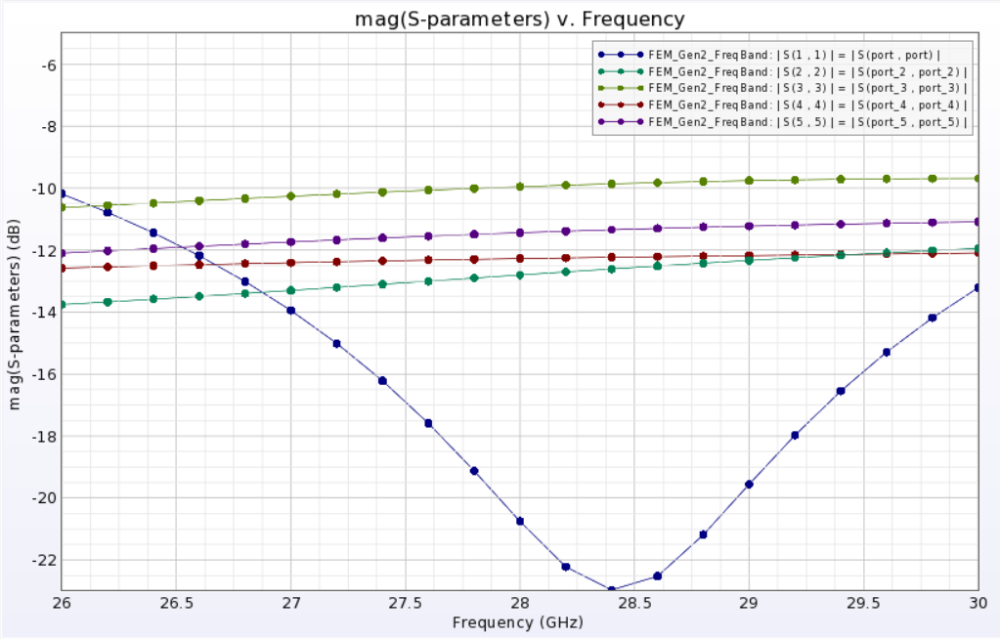 mag(S-parameters) v. Frequency
FEM_Gen2_FreqBand: |S(1 , 1)| = |S(port , port) |
FEM_Gen2_FreqBand: |S(2 , 2)| = |S(port_2 , port_2) |
FEM_Gen2_FreqBand: |S(3 , 3)| = |S(port_3 , port_3) |
FEM_Gen2_FreqBand: |S(4 , 4)| = |S(port_4 , port_4) |
FEM_Gen2_FreqBand: |S(5 , 5)| = |S(port_5 , port_5) |
mag(S-parameters) (dB)
-6
-8
-10
-12
-14
-16
-18
-20
-22
26 26.5 27 27.5 28 28.5 29 29.5 30
Frequency (GHz)